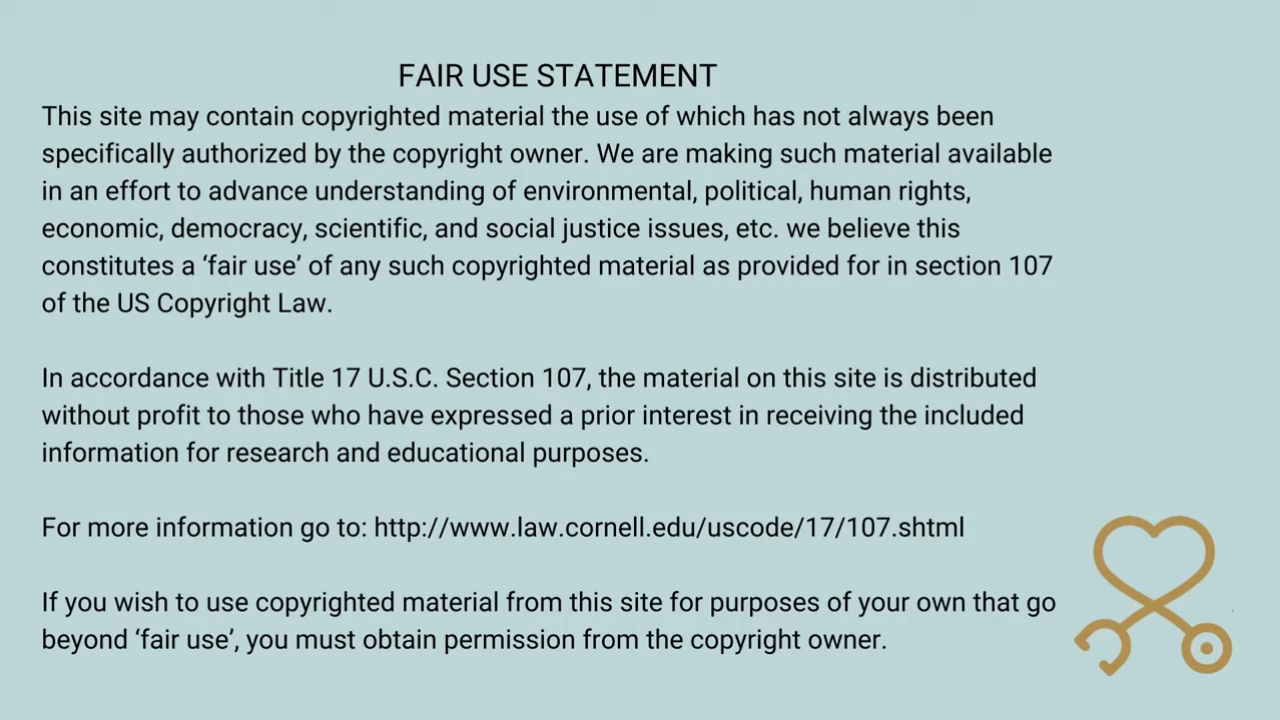 FAIR USE STATEMENT
This site may contain copyrighted material the use of which has not always been
specifically authorized by the copyright owner. We are making such material available
in an effort to advance understanding of environmental, political, human rights,
economic, democracy, scientific, and social justice issues, etc. we believe this
constitutes a ‘fair use’ of any such copyrighted material as provided for in section 107
of the US Copyright Law.
In accordance with Title 17 U.S.C. Section 107, the material on this site is distributed
without profit to those who have expressed a prior interest in receiving the included
information for research and educational purposes.
For more information go to: http://www.law.cornell.edu/uscode/17/107.shtml
If you wish to use copyrighted material from this site for purposes of your own that go
beyond ‘fair use’, you must obtain permission from the copyright owner.